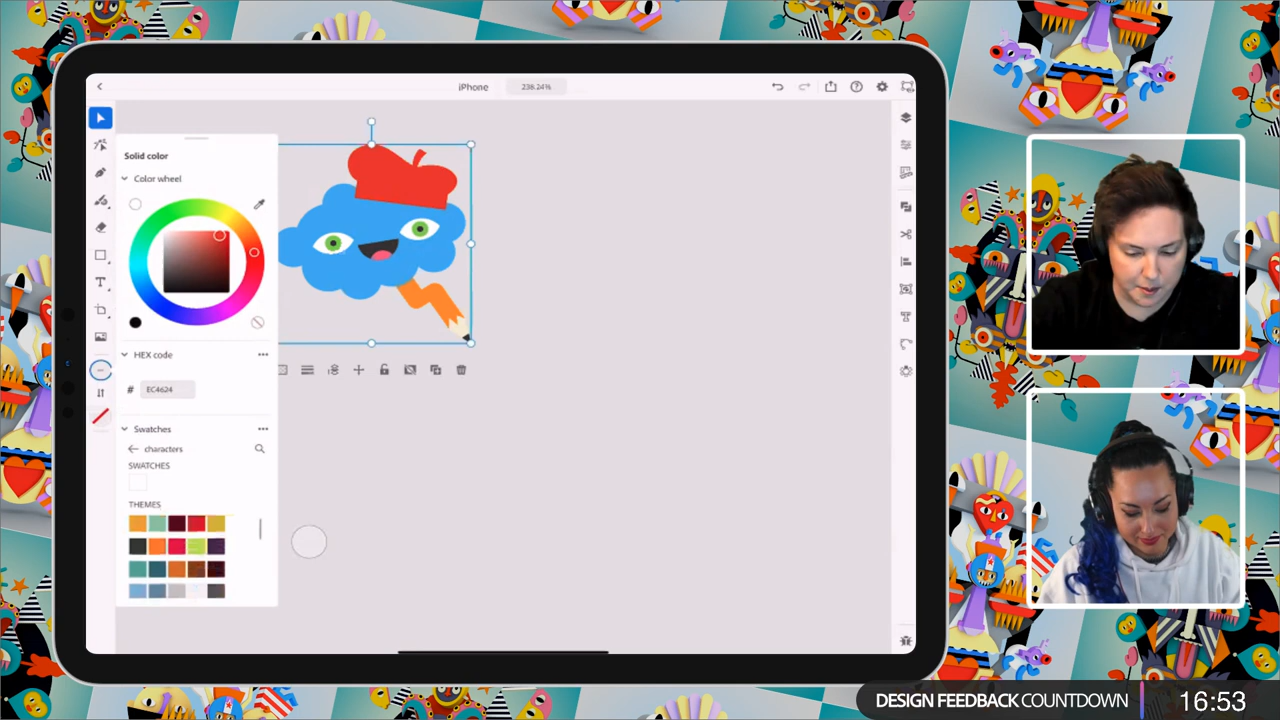 iPhone
238.24%
Solid color
Color wheel
HEX code
# EC4624
Swatches
characters
SWATCHES
THEMES
T
DESIGN FEEDBACK COUNTDOWN 16:53